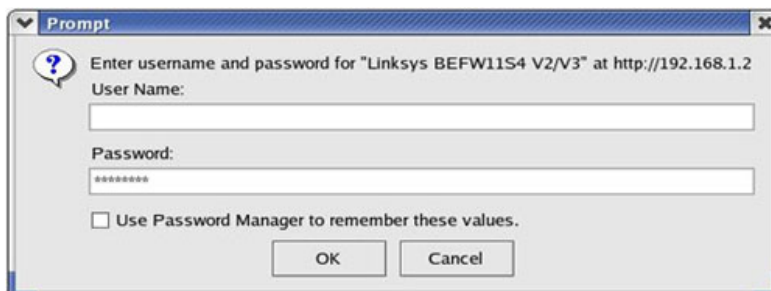 Prompt
Enter username and password for "Linksys BEFW11S4 V2/V3" at http://192.168.1.2
User Name:
Password:
********
Use Password Manager to remember these values.
OK
Cancel